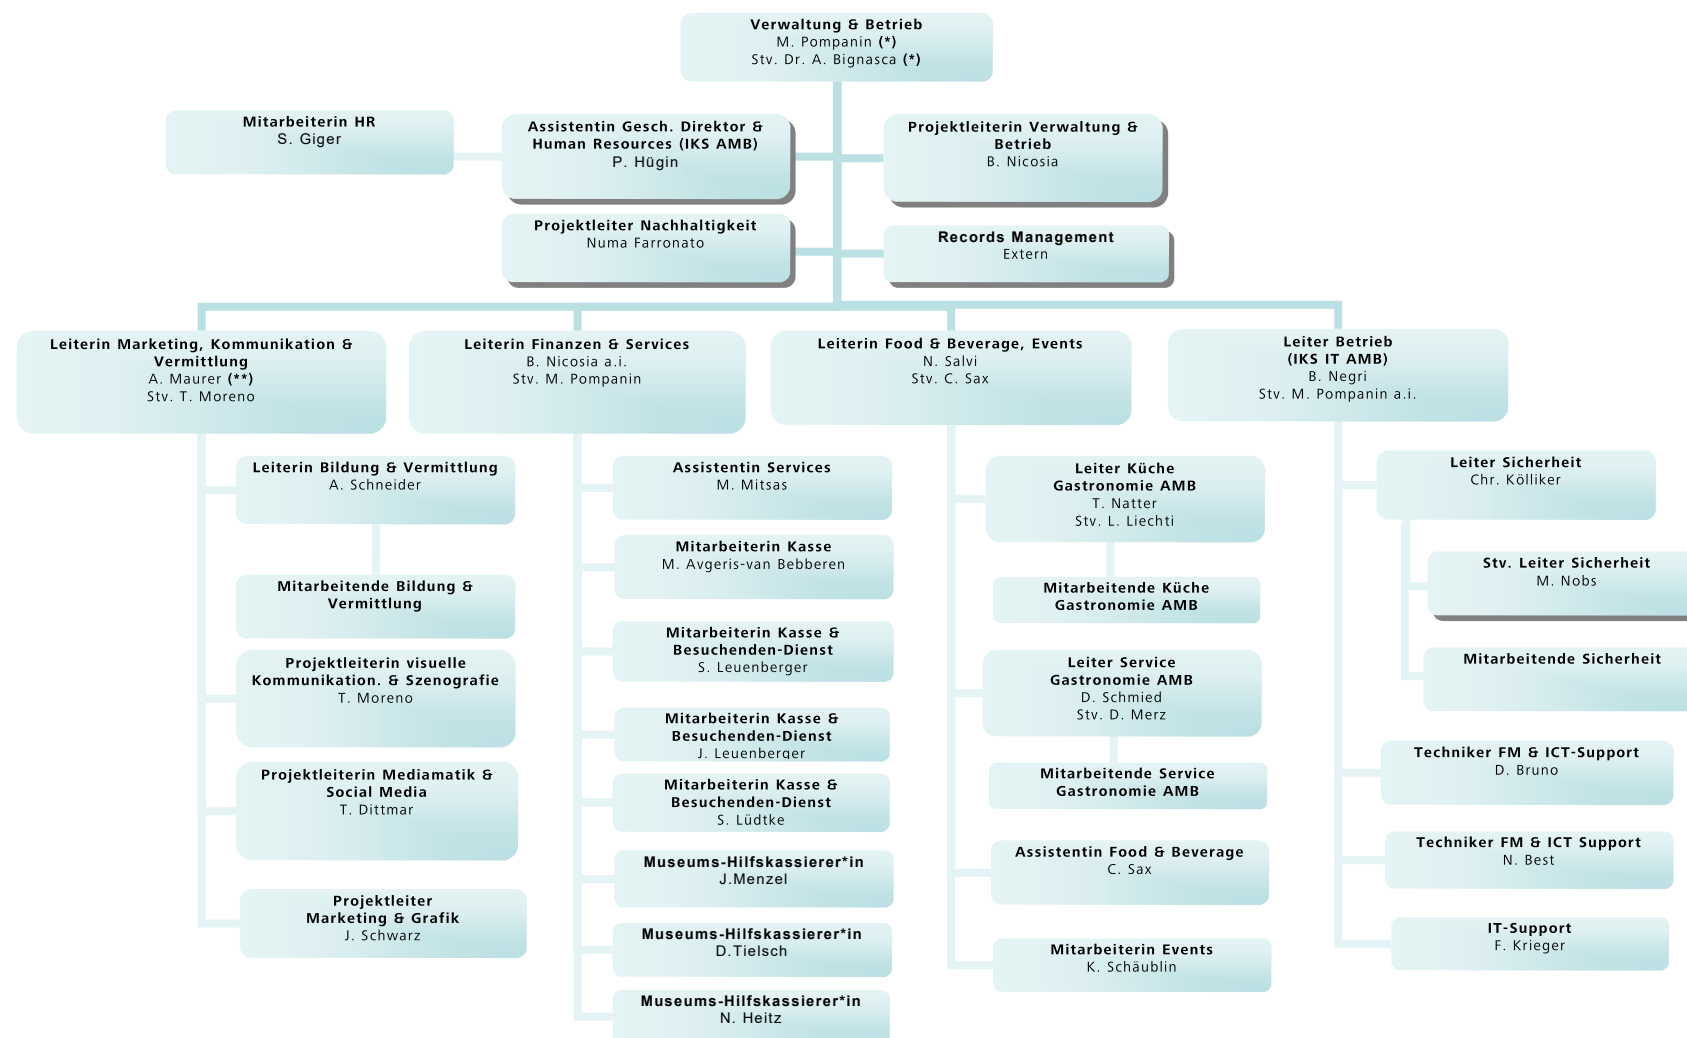 Verwaltung & Betrieb
M. Pompanin (*)
Stv. Dr. A. Bignasca (*)
Mitarbeiterin HR
S. Giger
Assistentin Gesch. Direktor &
Human Resources (IKS AMB)
P. Hügin
Projektleiterin Verwaltung &
Betrieb
B. Nicosia
Projektleiter Nachhaltigkeit
Numa Farronato
Records Management
Extern
Leiterin Marketing, Kommunikation &
Vermittlung
A. Maurer (**)
Stv. T. Moreno
Leiterin Bildung & Vermittlung
A. Schneider
Mitarbeitende Bildung &
Vermittlung
Projektleiterin visuelle
Kommunikation. & Szenografie
T. Moreno
Projektleiterin Mediamatik &
Social Media
T. Dittmar
Projektleiter
Marketing & Grafik
J. Schwarz
Leiterin Finanzen & Services
B. Nicosia a.i.
Stv. M. Pompanin
Assistentin Services
M. Mitsas
Mitarbeiterin Kasse
M. Avgeris-van Bebberen
Mitarbeiterin Kasse &
Besuchenden-Dienst
S. Leuenberger
Mitarbeiterin Kasse &
Besuchenden-Dienst
J. Leuenberger
Mitarbeiterin Kasse &
Besuchenden-Dienst
S. Lüdtke
Museums-Hilfskassierer*in
J.Menzel
Museums-Hilfskassierer*in
D.Tielsch
Museums-Hilfskassierer*in
N. Heitz
Leiterin Food & Beverage, Events
N. Salvi
Stv. C. Sax
Leiter Küche
Gastronomie AMB
T. Natter
Stv. L. Liechti
Mitarbeitende Küche
Gastronomie AMB
Leiter Service
Gastronomie AMB
D. Schmied
Stv. D. Merz
Mitarbeitende Service
Gastronomie AMB
Assistentin Food & Beverage
C. Sax
Mitarbeiterin Events
K. Schäublin
Leiter Betrieb
(IKS IT AMB)
B. Negri
Stv. M. Pompanin a.i.
Leiter Sicherheit
Chr. Kölliker
Stv. Leiter Sicherheit
M. Nobs
Mitarbeitende Sicherheit
Techniker FM & ICT-Support
D. Bruno
Techniker FM & ICT Support
N. Best
IT-Support
F. Krieger